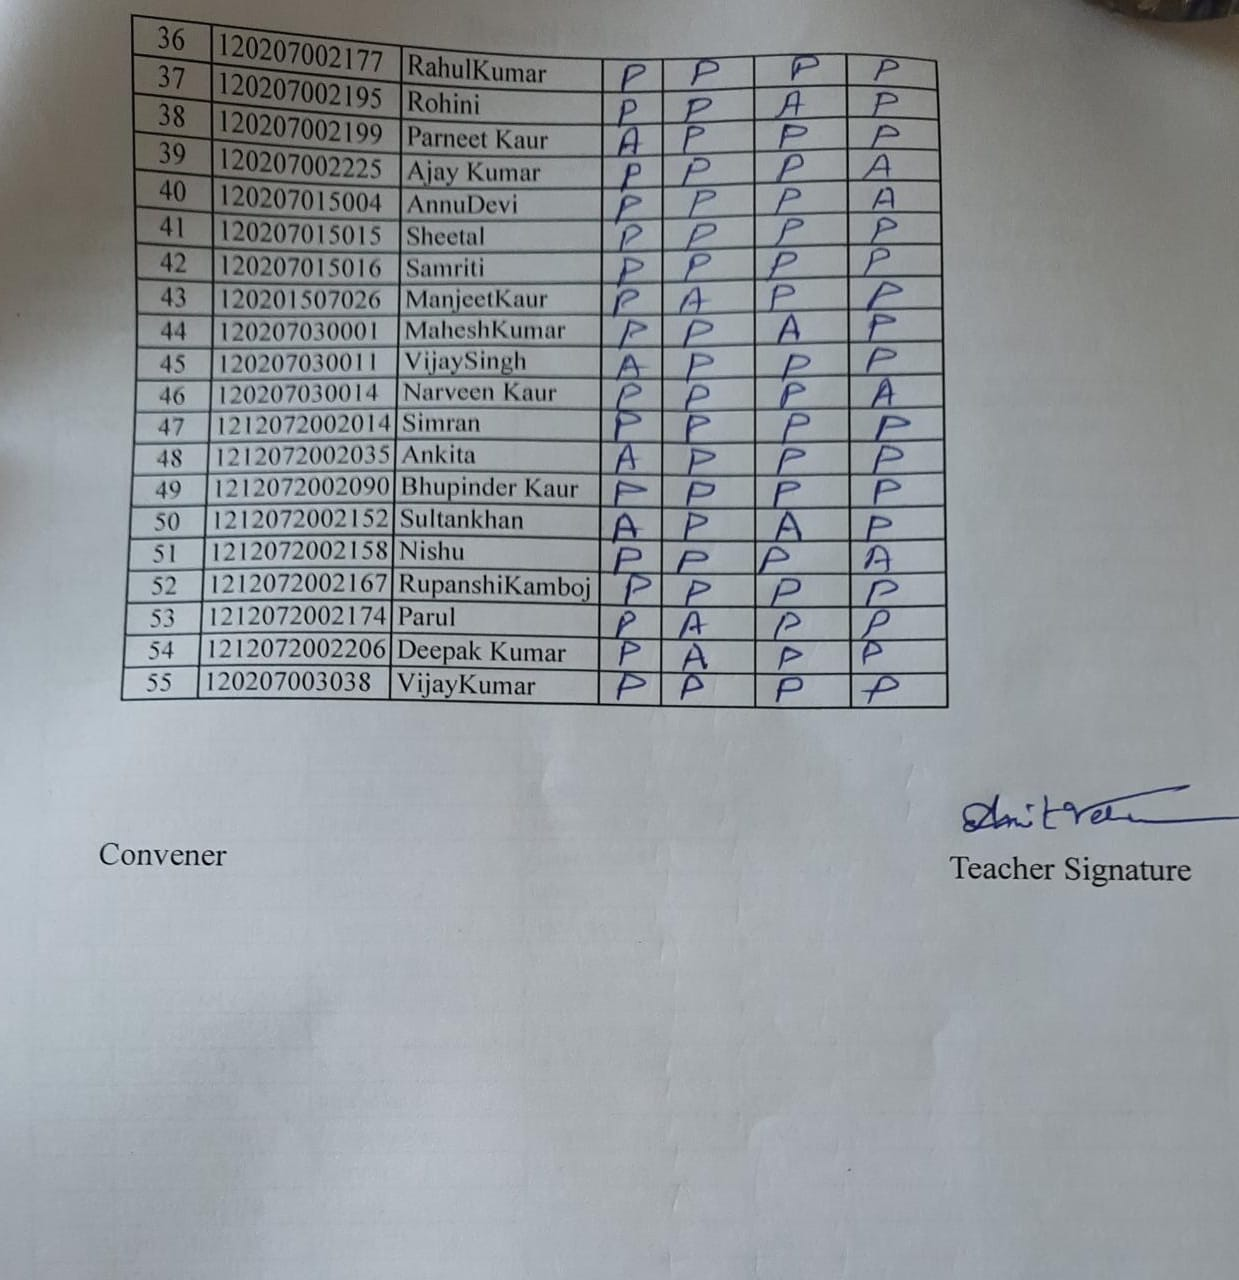 36 120207002177 RahulKumar P P P P
37 120207002195 Rohini P P A P
38 120207002199 Parneet Kaur A P P P
39 120207002225 Ajay Kumar P P P A
40 120207015004 AnnuDevi P P P A
41 120207015015 Sheetal P P P P
42 120207015016 Samriti P P P P
43 120201507026 ManjeetKaur P A P P
44 120207030001 MaheshKumar P P A P
45 120207030011 VijaySingh A P P P
46 120207030014 Narveen Kaur P P P A
47 1212072002014 Simran P P P P
48 1212072002035 Ankita A P P P
49 1212072002090 Bhupinder Kaur P P P P
50 1212072002152 Sultankhan A P A P
51 1212072002158 Nishu P P P A
52 1212072002167 RupanshiKamboj P P P P
53 1212072002174 Parul P A P P
54 1212072002206 Deepak Kumar P A P P
55 120207003038 VijayKumar P P P P
Convener
Teacher Signature